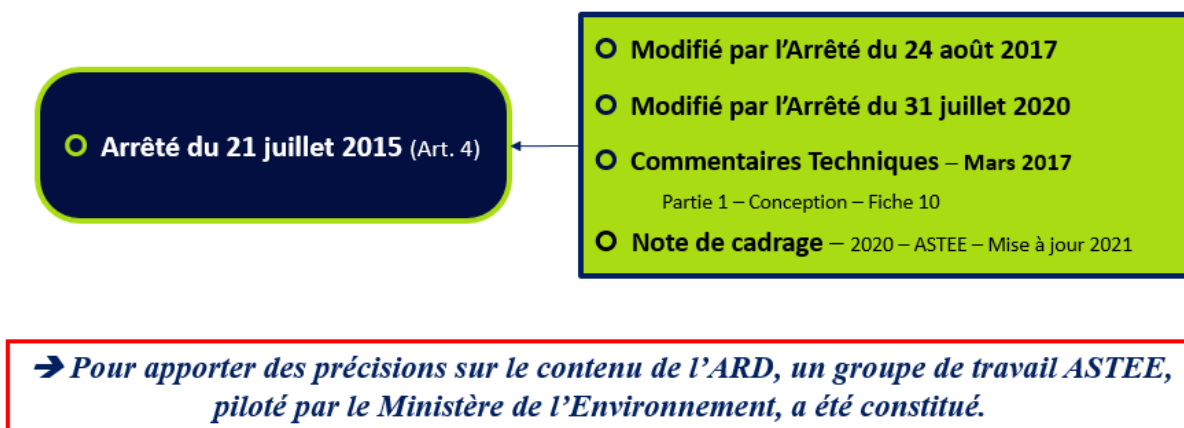 Arrêté du 21 juillet 2015 (Art. 4)
Modifié par l'Arrêté du 24 août 2017
Modifié par l'Arrêté du 31 juillet 2020
Commentaires Techniques – Mars 2017
Partie 1 – Conception – Fiche 10
Note de cadrage – 2020 – ASTEE – Mise à jour 2021
➔ Pour apporter des précisions sur le contenu de l'ARD, un groupe de travail ASTEE,
piloté par le Ministère de l'Environnement, a été constitué.